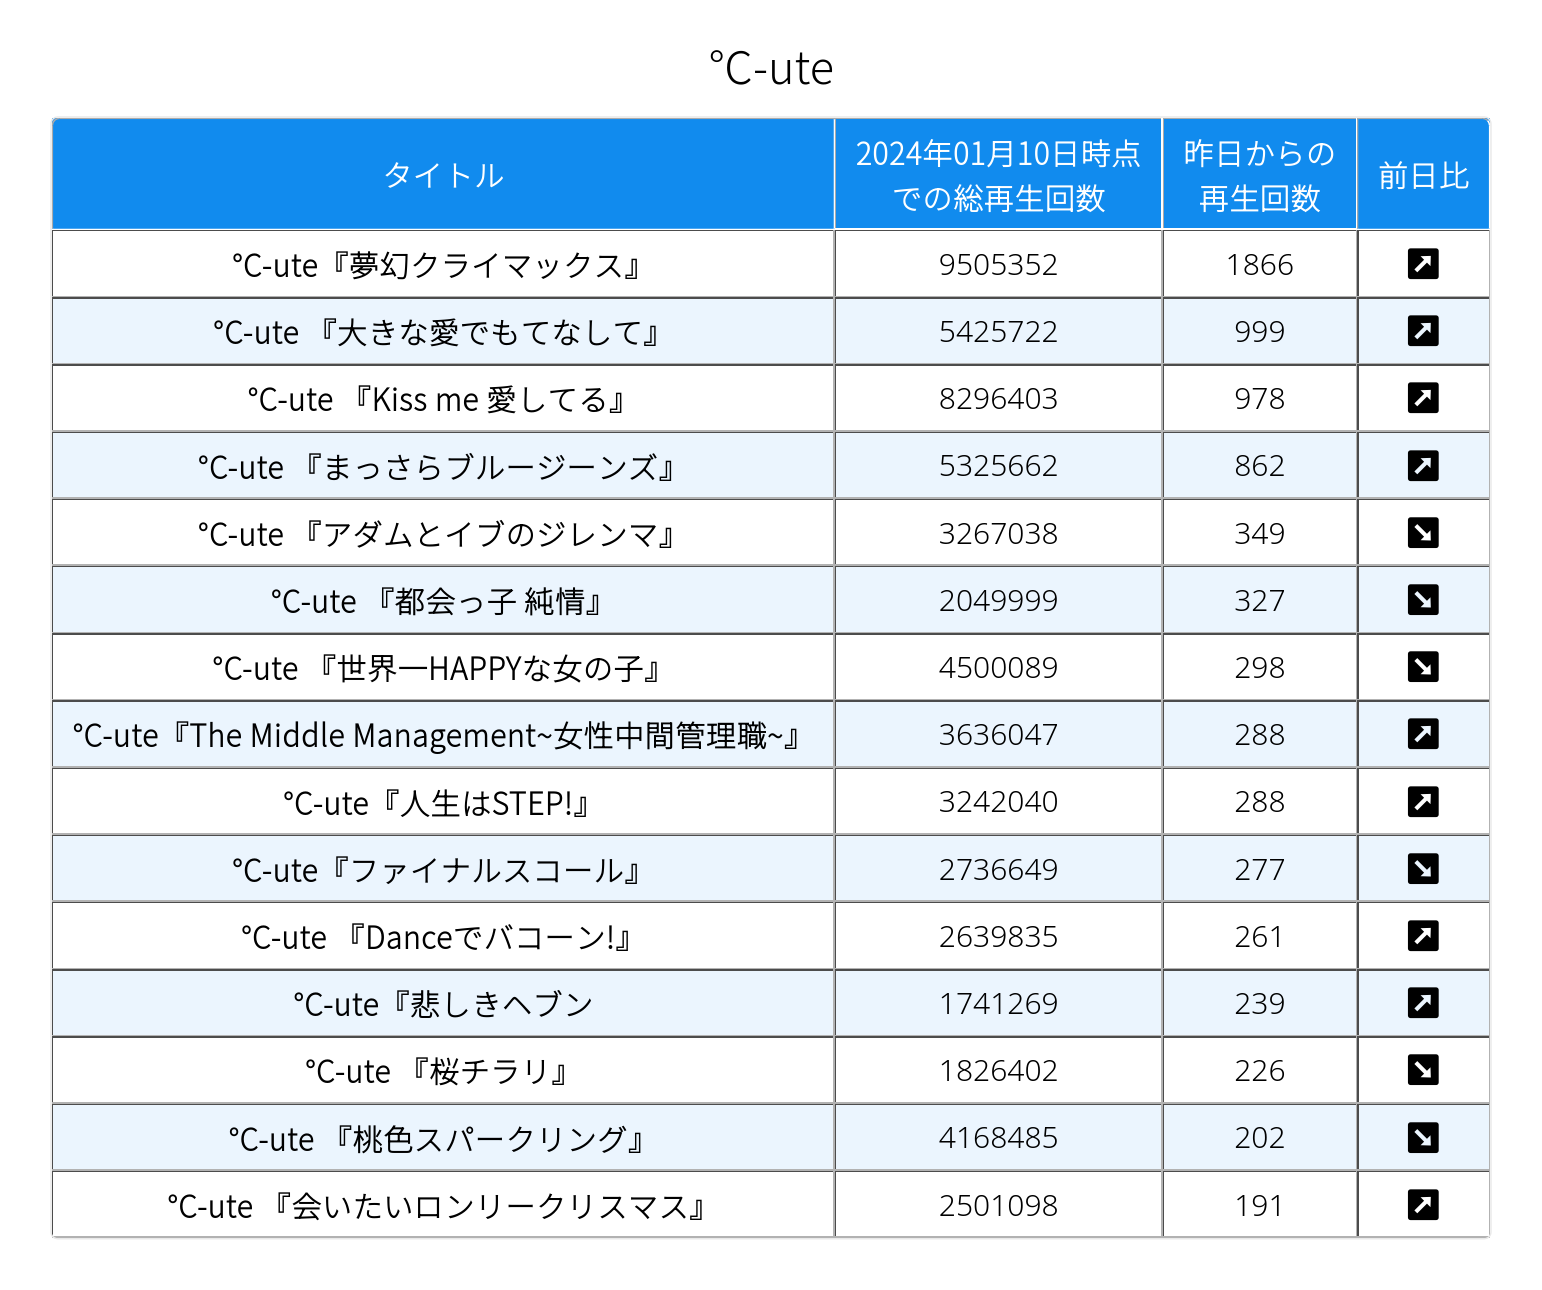 ℃-ute
タイトル
2024年01月10日時点
での総再生回数
昨日からの
再生回数
前日比
℃-ute『夢幻クライマックス』 9505352 1866 ↗
℃-ute 『大きな愛でもてなして』 5425722 999 ↗
℃-ute 『Kiss me 愛してる』 8296403 978 ↗
℃-ute 『まっさらブルージーンズ』 5325662 862 ↗
℃-ute 『アダムとイブのジレンマ』 3267038 349 ↘
℃-ute 『都会っ子 純情』 2049999 327 ↘
℃-ute 『世界一HAPPYな女の子』 4500089 298 ↘
℃-ute『The Middle Management~女性中間管理職~』 3636047 288 ↗
℃-ute『人生はSTEP!』 3242040 288 ↗
℃-ute『ファイナルスコール』 2736649 277 ↘
℃-ute 『Danceでバコーン!』 2639835 261 ↗
℃-ute『悲しきヘブン 1741269 239 ↗
℃-ute 『桜チラリ』 1826402 226 ↘
℃-ute 『桃色スパークリング』 4168485 202 ↘
℃-ute 『会いたいロンリークリスマス』 2501098 191 ↗